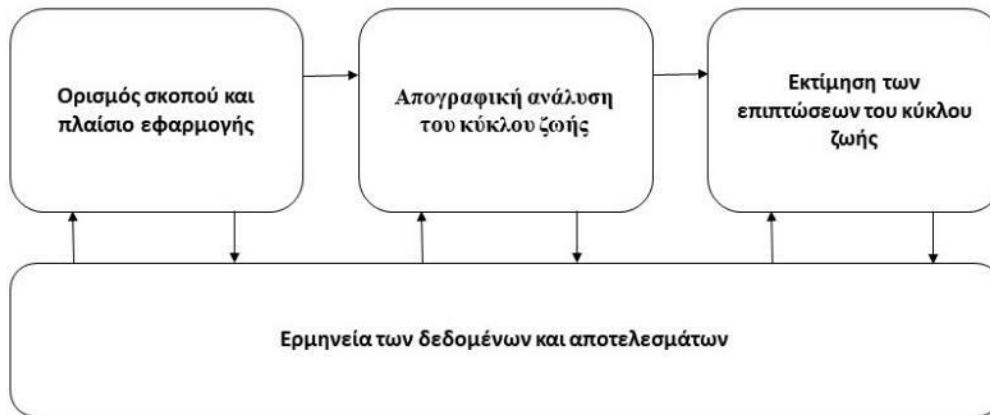 Ορισμός σκοπού και
πλαίσιο εφαρμογής
Απογραφική ανάλυση
του κύκλου ζωής
Εκτίμηση των
επιπτώσεων του κύκλου
ζωής
Ερμηνεία των δεδομένων και αποτελεσμάτων